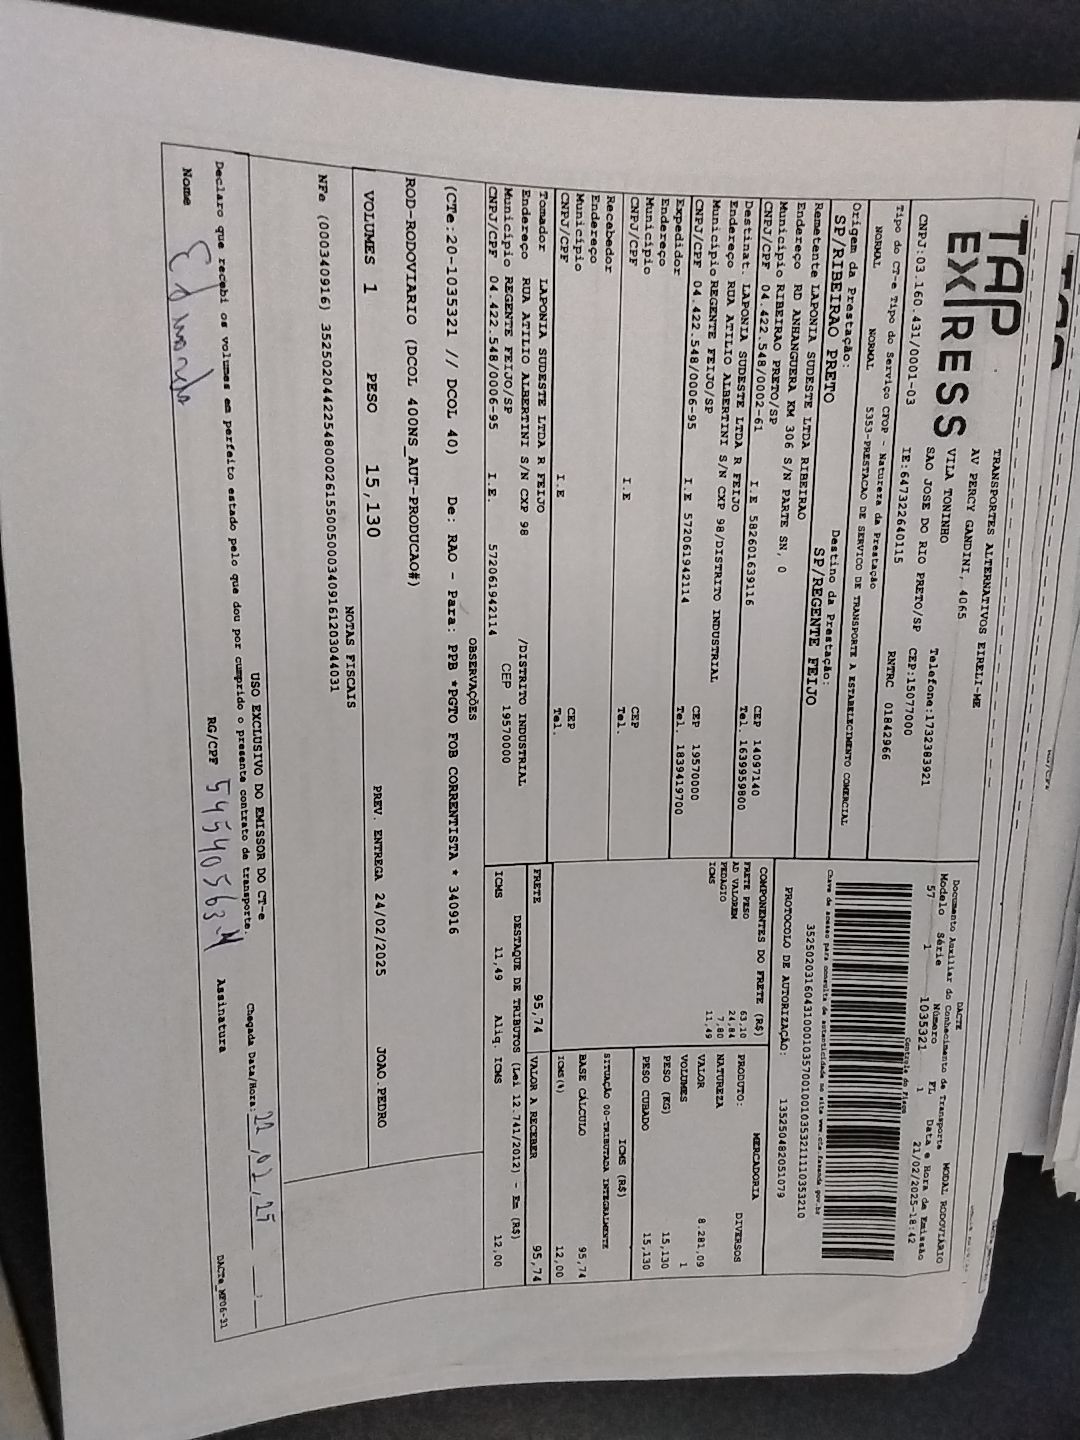 TAP
EXPRESS
TRANSPORTES ALTERNATIVOS EIRELI-ME
AV PERCY GANDINI, 4065
VILA TONINHO
SAO JOSE DO RIO PRETO/SP
Telefone:1732383921
CEP:15077000
CNPJ:03.160.431/0001-03 IE:647322640115 RNTRC 01842966
DACTE
Documento Auxiliar do Conhecimento de Transporte MODAL RODOVIÁRIO
Modelo Série Número FL Data e Hora de Emissão
57 1 1035321 1 21/02/2025-18:42
Controle do Fisco
Chave de acesso para consulta de autenticidade no site www.cte.fazenda.gov.br
PROTOCOLO DE AUTORIZAÇÃO: 135250482051079
Tipo do CT-e Tipo do Serviço CFOP - Natureza da Prestação
NORMAL NORMAL 5353-PRESTACAO DE SERVICO DE TRANSPORTE A ESTABELECIMENTO COMERCIAL
Origem da Prestação: Destino da Prestação:
SP/RIBEIRAO PRETO SP/REGENTE FEIJO
Remetente LAPONIA SUDESTE LTDA RIBEIRAO
Endereço RD ANHANGUERA KM 306 S/N PARTE SN, 0
Município RIBEIRAO PRETO/SP CEP 14097140
CNPJ/CPF 04.422.548/0002-61 I.E 582601639116 Tel. 1639959800
Destinat. LAPONIA SUDESTE LTDA R FEIJO
Endereço RUA ATILIO ALBERTINI S/N CXP 98/DISTRITO INDUSTRIAL
Município REGENTE FEIJO/SP CEP 19570000
CNPJ/CPF 04.422.548/0006-95 I.E 572061942114 Tel. 1839419700
Expedidor
Endereço
Município CEP
CNPJ/CPF I.E Tel.
Recebedor
Endereço
Município CEP
CNPJ/CPF I.E Tel.
Tomador LAPONIA SUDESTE LTDA R FEIJO
Endereço RUA ATILIO ALBERTINI S/N CXP 98 /DISTRITO INDUSTRIAL
Município REGENTE FEIJO/SP CEP 19570000
CNPJ/CPF 04.422.548/0006-95 I.E. 572061942114
COMPONENTES DO FRETE (R$)
FRETE PESO 63,10
AD VALOREM 24,84
PEDAGIO 7,80
ICMS 11,49
MERCADORIA
PRODUTO: DIVERSOS
NATUREZA
VALOR 8.281,09
VOLUMES 1
PESO (KG) 15,130
PESO CUBADO 15,130
ICMS (R$)
SITUAÇÃO 00-TRIBUTADA INTEGRALMENTE
BASE CÁLCULO 95,74
ICMS(%) 12,00
FRETE 95,74 VALOR A RECEBER 95,74
DESTAQUE DE TRIBUTOS (Lei 12.741/2012) - Em (R$)
ICMS 11,49 Aliq. ICMS 12,00
OBSERVAÇÕES
(CTe:20-1035321 // DCOL 40) De: RAO - Para: PPB *PGTO FOB CORRENTISTA * 340916
ROD-RODOVIARIO (DCOL 400NS_AUT-PRODUCAO#)
VOLUMES 1 PESO 15,130 PREV. ENTREGA 24/02/2025 JOAO.PEDRO
NOTAS FISCAIS
NFe (000340916) 35250204422548000261550050003409161203044031
USO EXCLUSIVO DO EMISSOR DO CT-e
Declaro que recebi os volumes em perfeito estado pelo que dou por cumprido o presente contrato de transporte.
Chegada Data/Hora: 22/02/25
Nome Edmondo RG/CPF Assinatura
DACTe_MF06-31